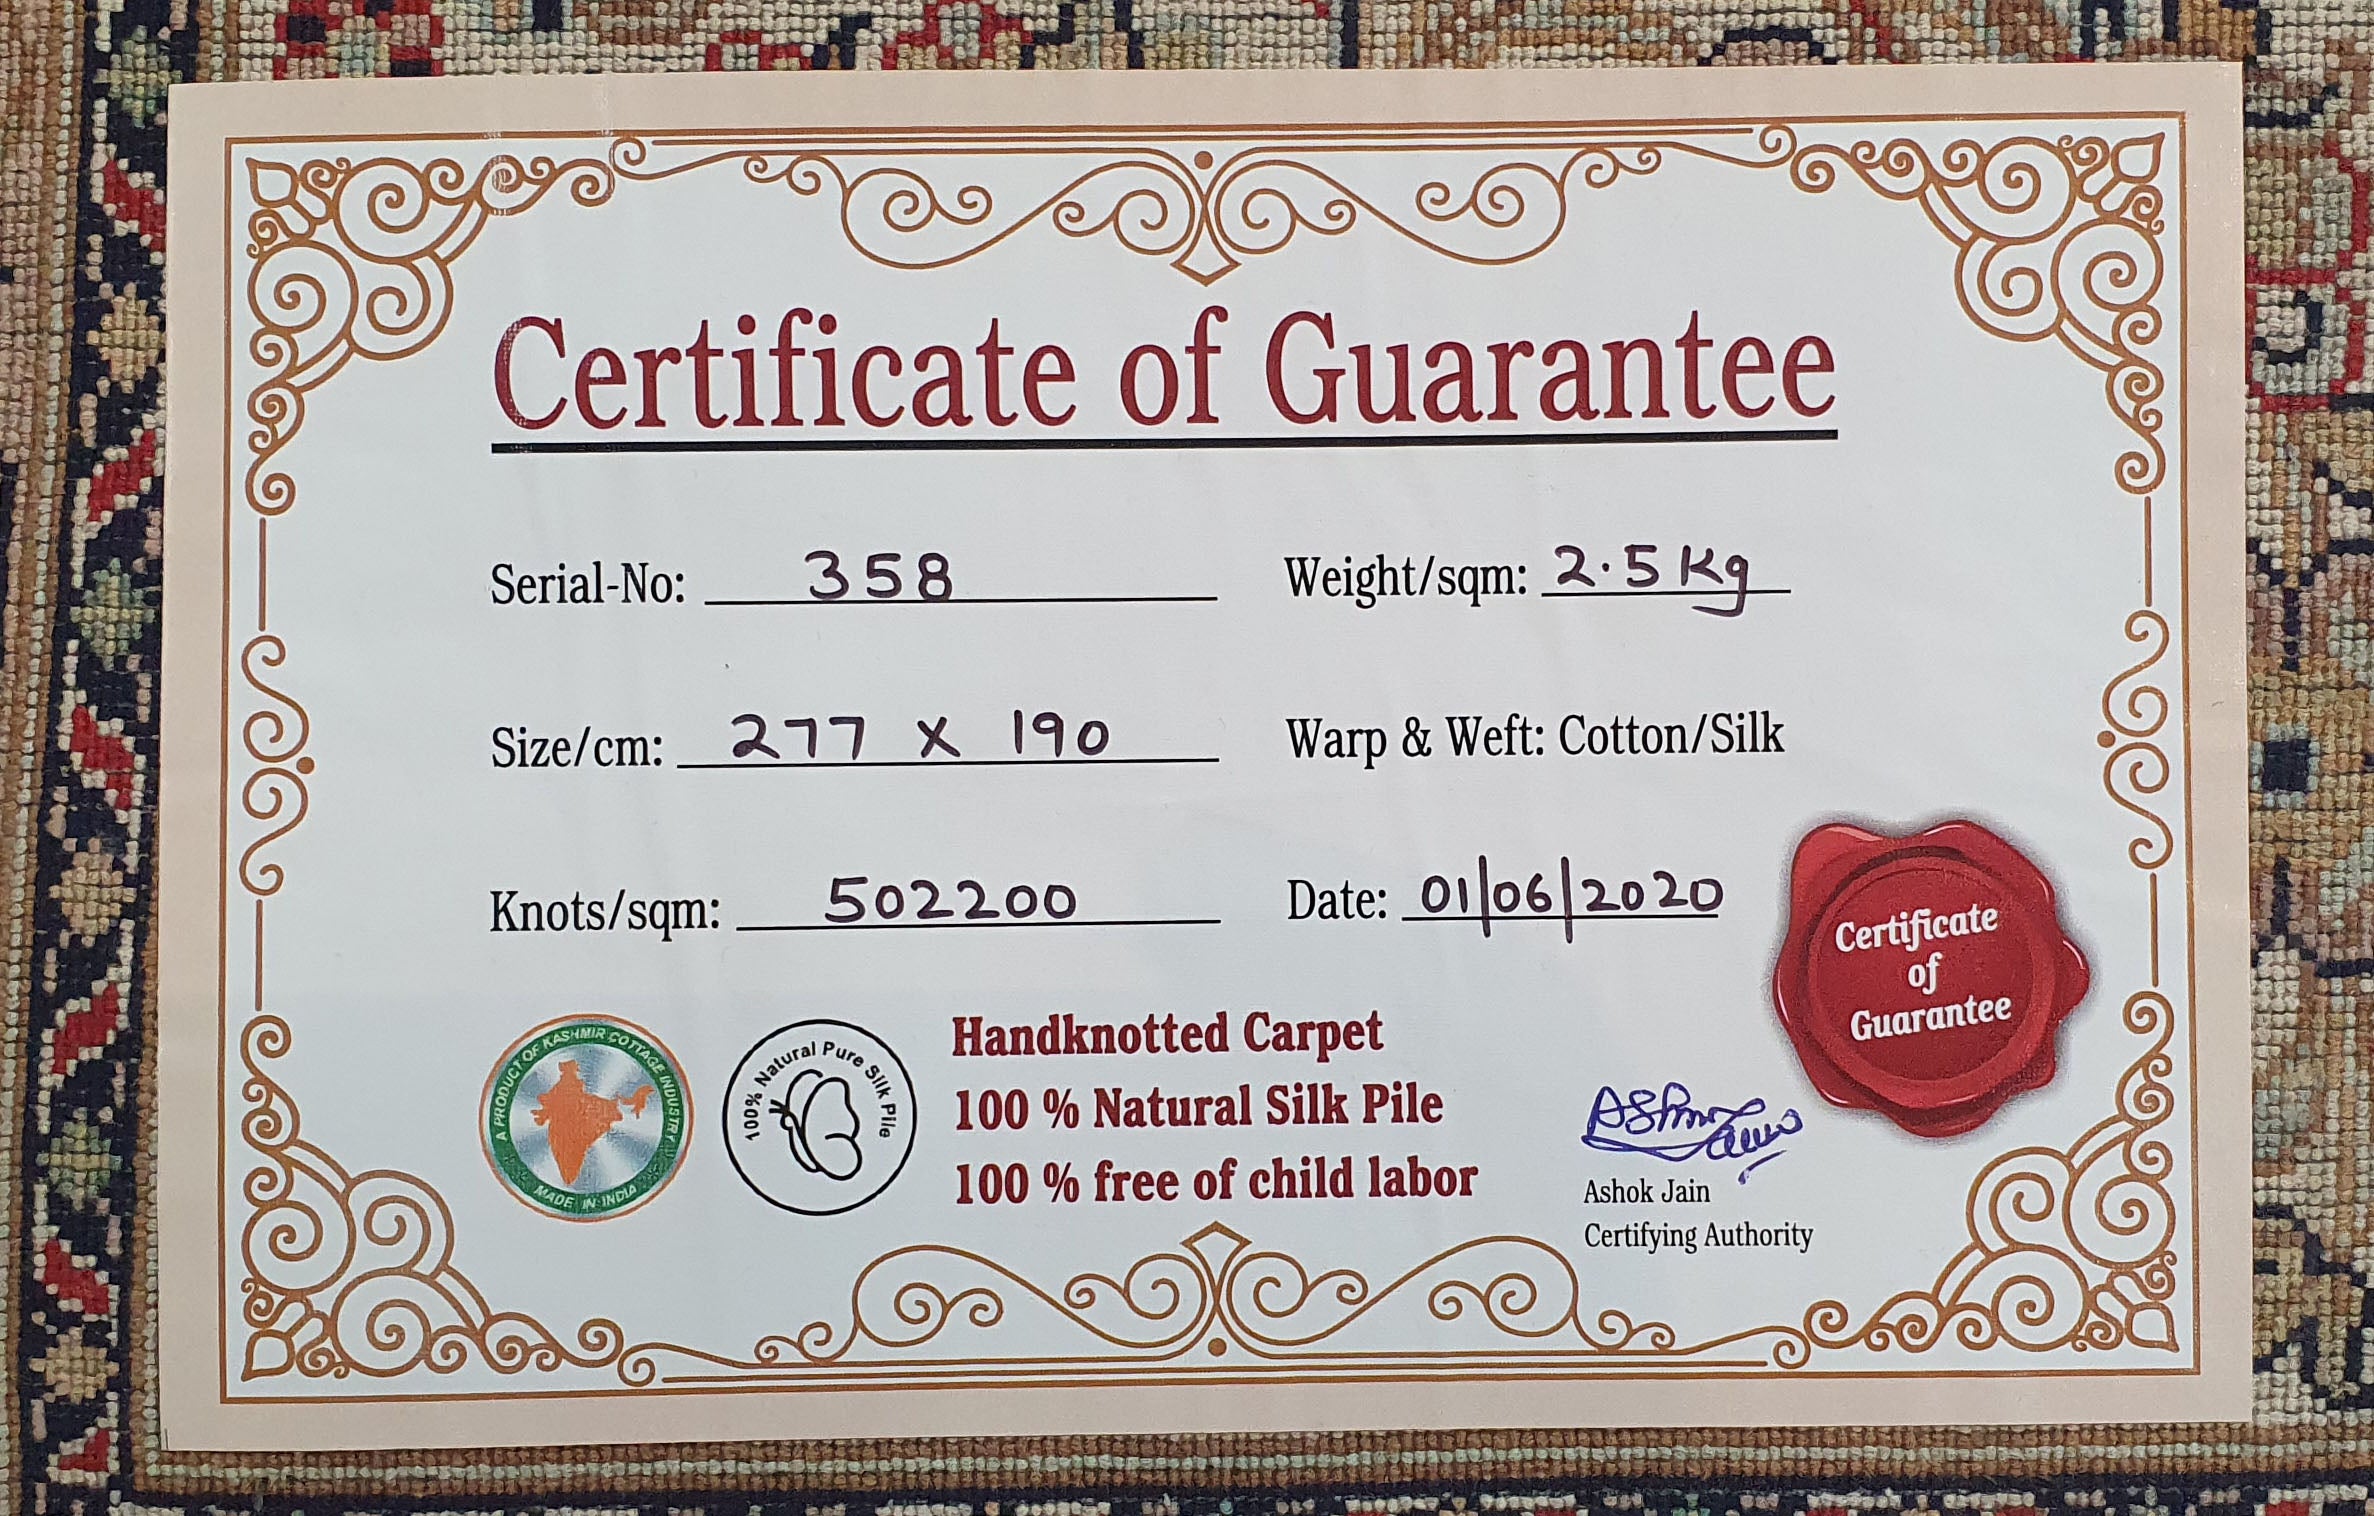 Certificate of Guarantee
Serial-No: 358
Weight/sqm: 2.5 Kg
Size/cm: 277 x 190
Warp & Weft: Cotton/Silk
Knots/sqm: 502200
Date: 01/06/2020
Certificate
of
Guarantee
A PRODUCT OF KASHMIR COTTAGE INDUSTRY
MADE IN INDIA
100% Natural Pure Silk Pile
Handknotted Carpet
100 % Natural Silk Pile
100 % free of child labor
Ashok Jain
Certifying Authority